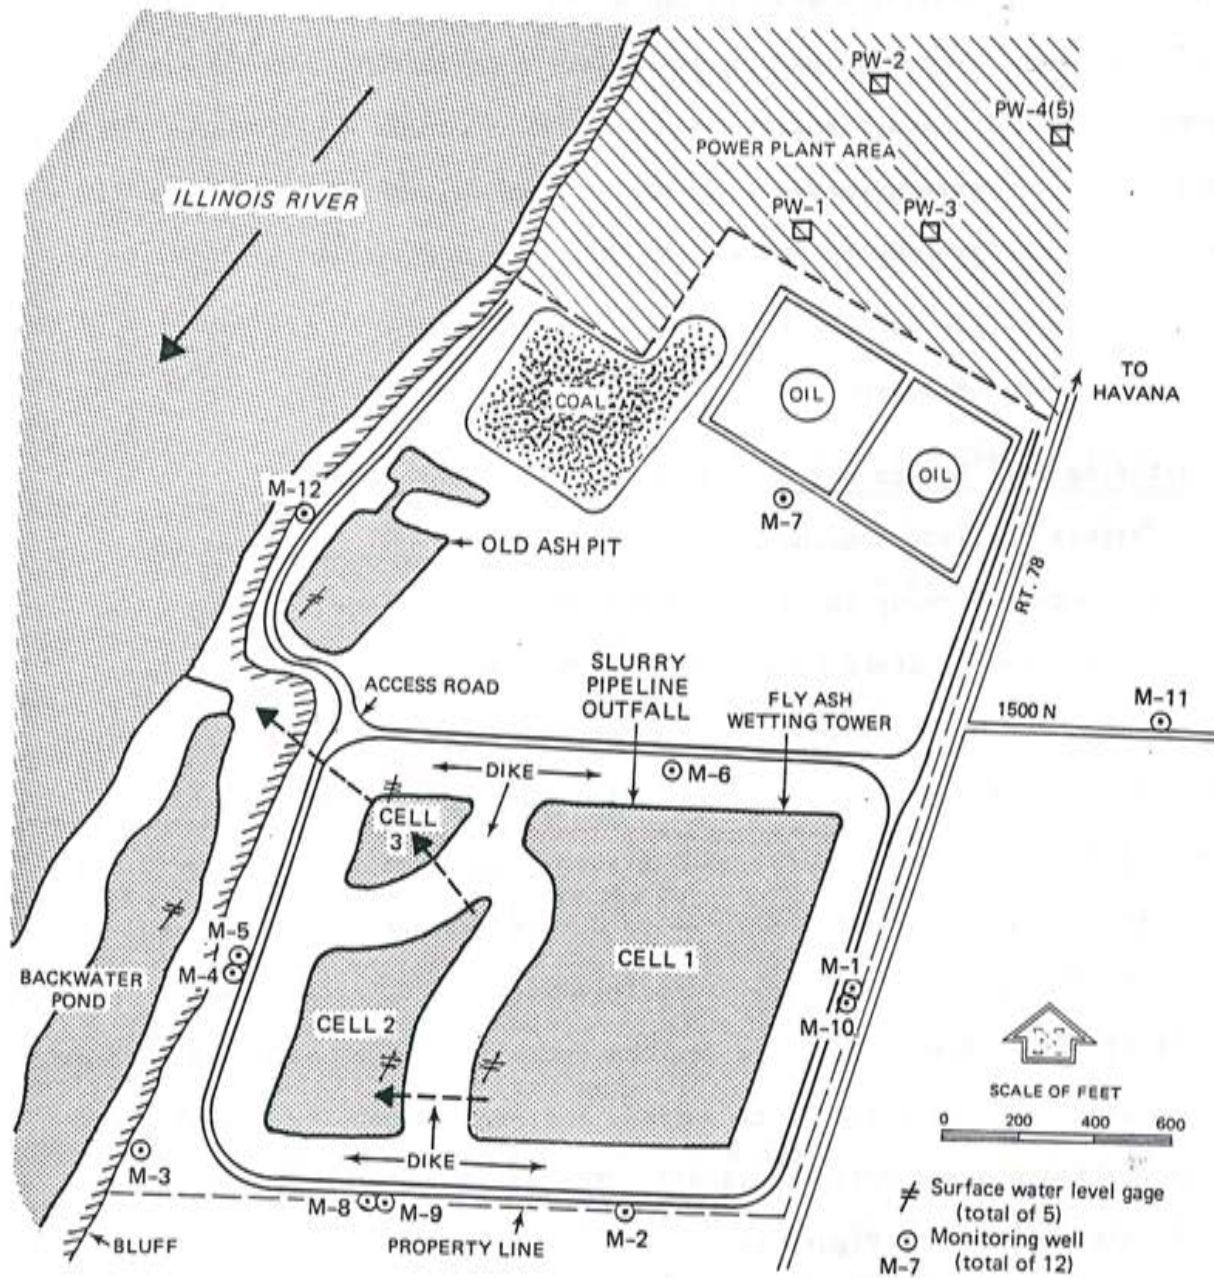 PW-2
PW-4(5)
POWER PLANT AREA
ILLINOIS RIVER
PW-1
PW-3
TO
HAVANA
OIL
COAL
OIL
M-12
M-7
OLD ASH PIT
RT. 78
SLURRY
PIPELINE
OUTFALL
ACCESS ROAD
FLY ASH
WETTING TOWER
M-11
1500 N
DIKE
M-6
CELL
3
M-5
M-4
CELL 1
M-1
BACKWATER
POND
CELL 2
M-10
SCALE OF FEET
0 200 400 600
DIKE
M-3
M-8
M-9
M-2
PROPERTY LINE
BLUFF
Surface water level gage
(total of 5)
Monitoring well
M-7 (total of 12)